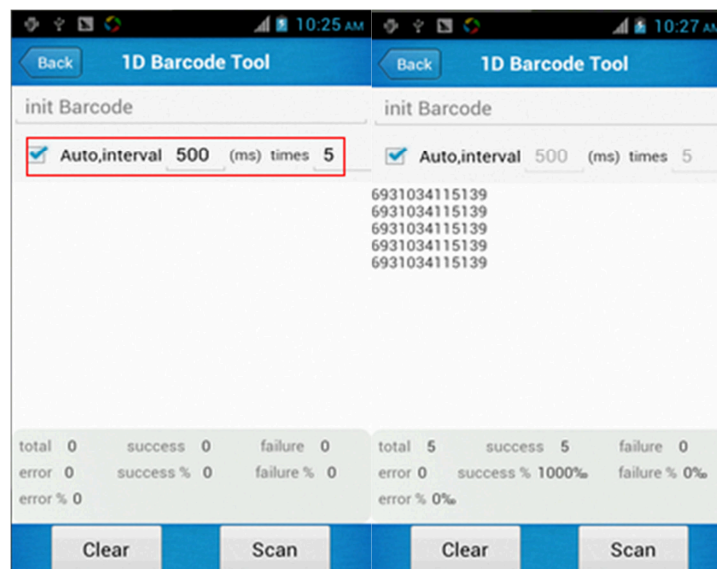 10:25 AM
Back 1D Barcode Tool
init Barcode
Auto,interval 500 (ms) times 5
total 0 success 0 failure 0
error 0 success % 0 failure % 0
error % 0
Clear Scan
10:27 AM
Back 1D Barcode Tool
init Barcode
Auto,interval 500 (ms) times 5
6931034115139
6931034115139
6931034115139
6931034115139
6931034115139
total 5 success 5 failure 0
error 0 success % 1000‰ failure % 0‰
error % 0‰
Clear Scan